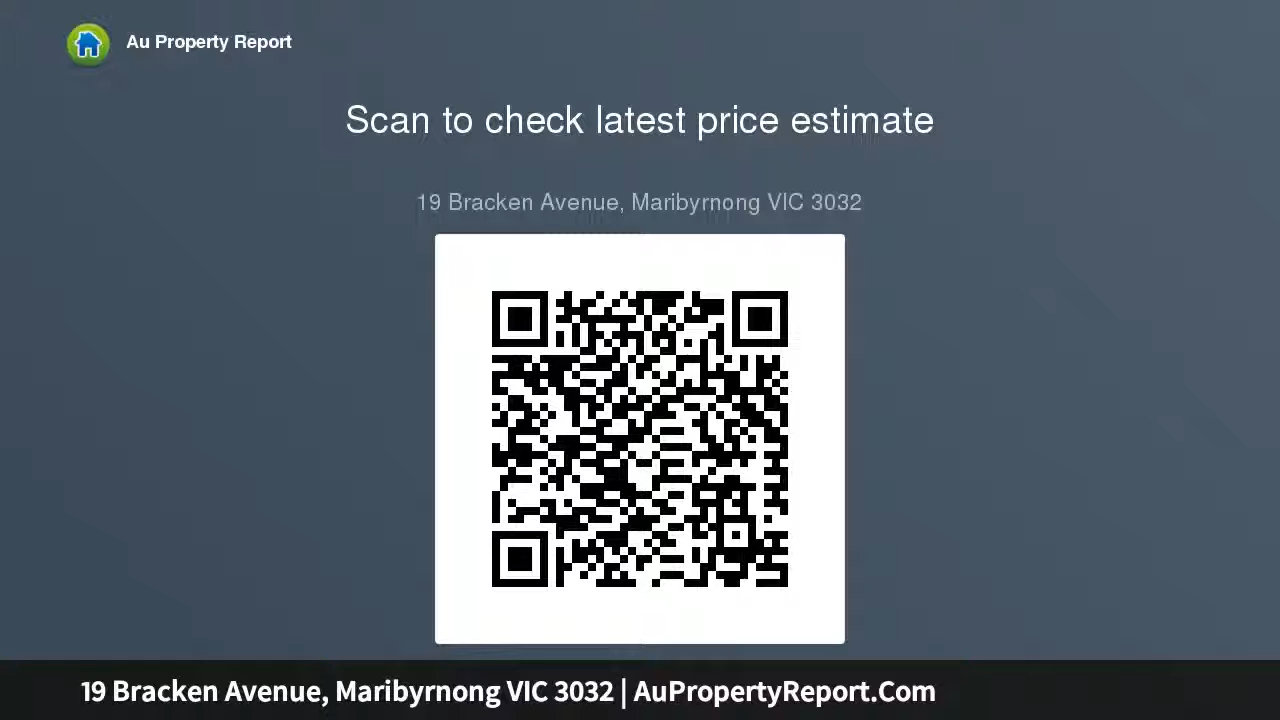 Au Property Report
Scan to check latest price estimate
19 Bracken Avenue, Maribyrnong VIC 3032
19 Bracken Avenue, Maribyrnong VIC 3032 | AuPropertyReport.Com